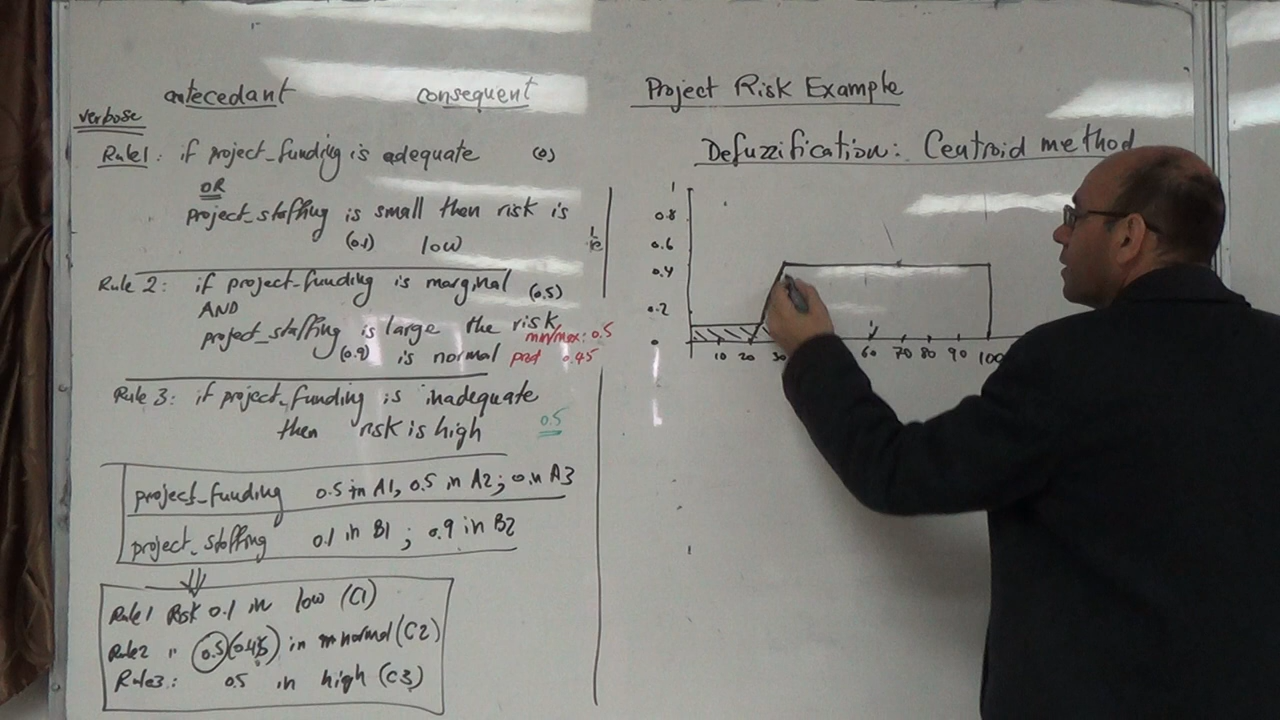 antecedant consequent
verbose
Rule1: if project_funding is adequate (0)
OR
project_staffing is small then risk is
(0.1) low
Rule 2: if project_funding is marginal (0.5)
AND
project_staffing is large the risk
(0.9) is normal
min/max: 0.5
prod 0.45
Rule 3: if project_funding is inadequate
then risk is high 0.5
project_funding 0.5 in A1, 0.5 in A2; 0 in A3
project_staffing 0.1 in B1 ; 0.9 in B2
Rule1 Risk 0.1 in low (C1)
Rule2 " 0.5 (0.45) in normal (C2)
Rule3: 0.5 in high (C3)
Project Risk Example
Defuzzification: Centroid method
1
0.8
0.6
0.4
0.2
0
10 20 30 60 70 80 90 100